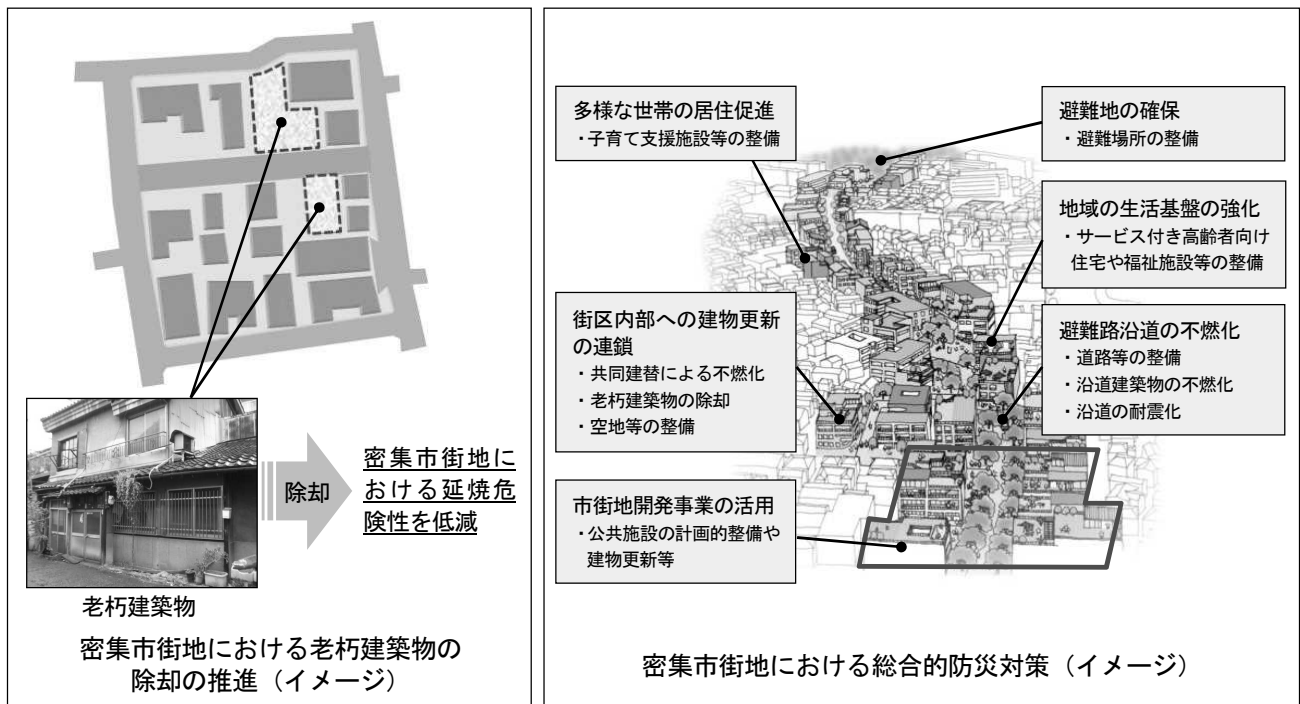 除却
密集市街地に
おける延焼危
険性を低減
老朽建築物
密集市街地における老朽建築物の
除却の推進（イメージ）
多様な世帯の居住促進
・子育て支援施設等の整備
街区内部への建物更新
の連鎖
・共同建替による不燃化
・老朽建築物の除却
・空地等の整備
市街地開発事業の活用
・公共施設の計画的整備や
建物更新等
避難地の確保
・避難場所の整備
地域の生活基盤の強化
・サービス付き高齢者向け
住宅や福祉施設等の整備
避難路沿道の不燃化
・道路等の整備
・沿道建築物の不燃化
・沿道の耐震化
密集市街地における総合的防災対策（イメージ）